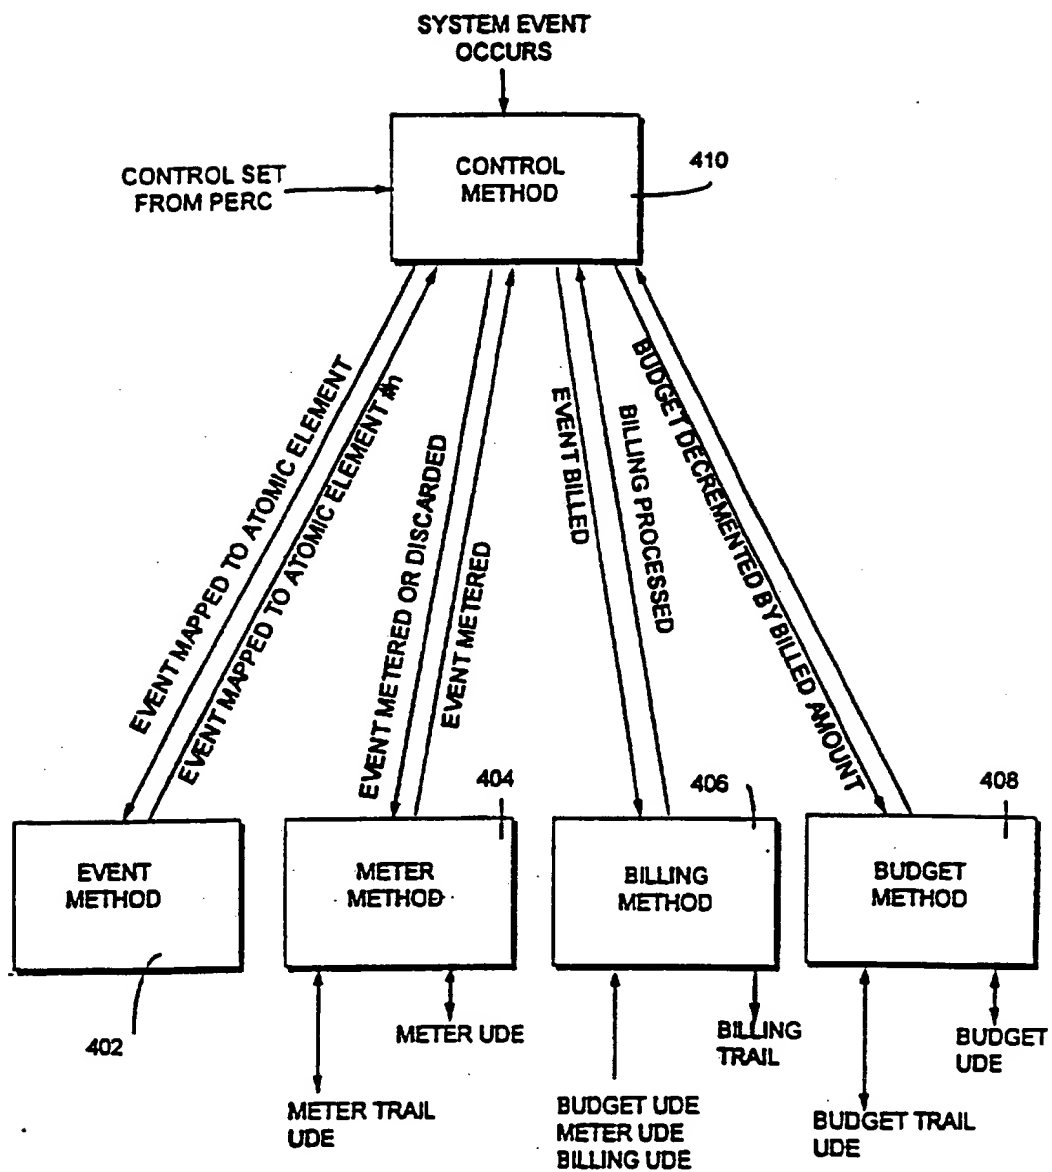 SYSTEM EVENT
OCCURS
CONTROL SET
FROM PERC
CONTROL
METHOD
410
EVENT MAPPED TO ATOMIC ELEMENT
EVENT MAPPED TO ATOMIC ELEMENT #n
EVENT METERED OR DISCARDED
EVENT METERED
EVENT BILLED
BILLING PROCESSED
BUDGET DECREMENTED BY BILLED AMOUNT
404
406
408
EVENT
METHOD
METER
METHOD
BILLING
METHOD
BUDGET
METHOD
402
METER UDE
BILLING
TRAIL
BUDGET
UDE
METER TRAIL
UDE
BUDGET UDE
METER UDE
BILLING UDE
BUDGET TRAIL
UDE